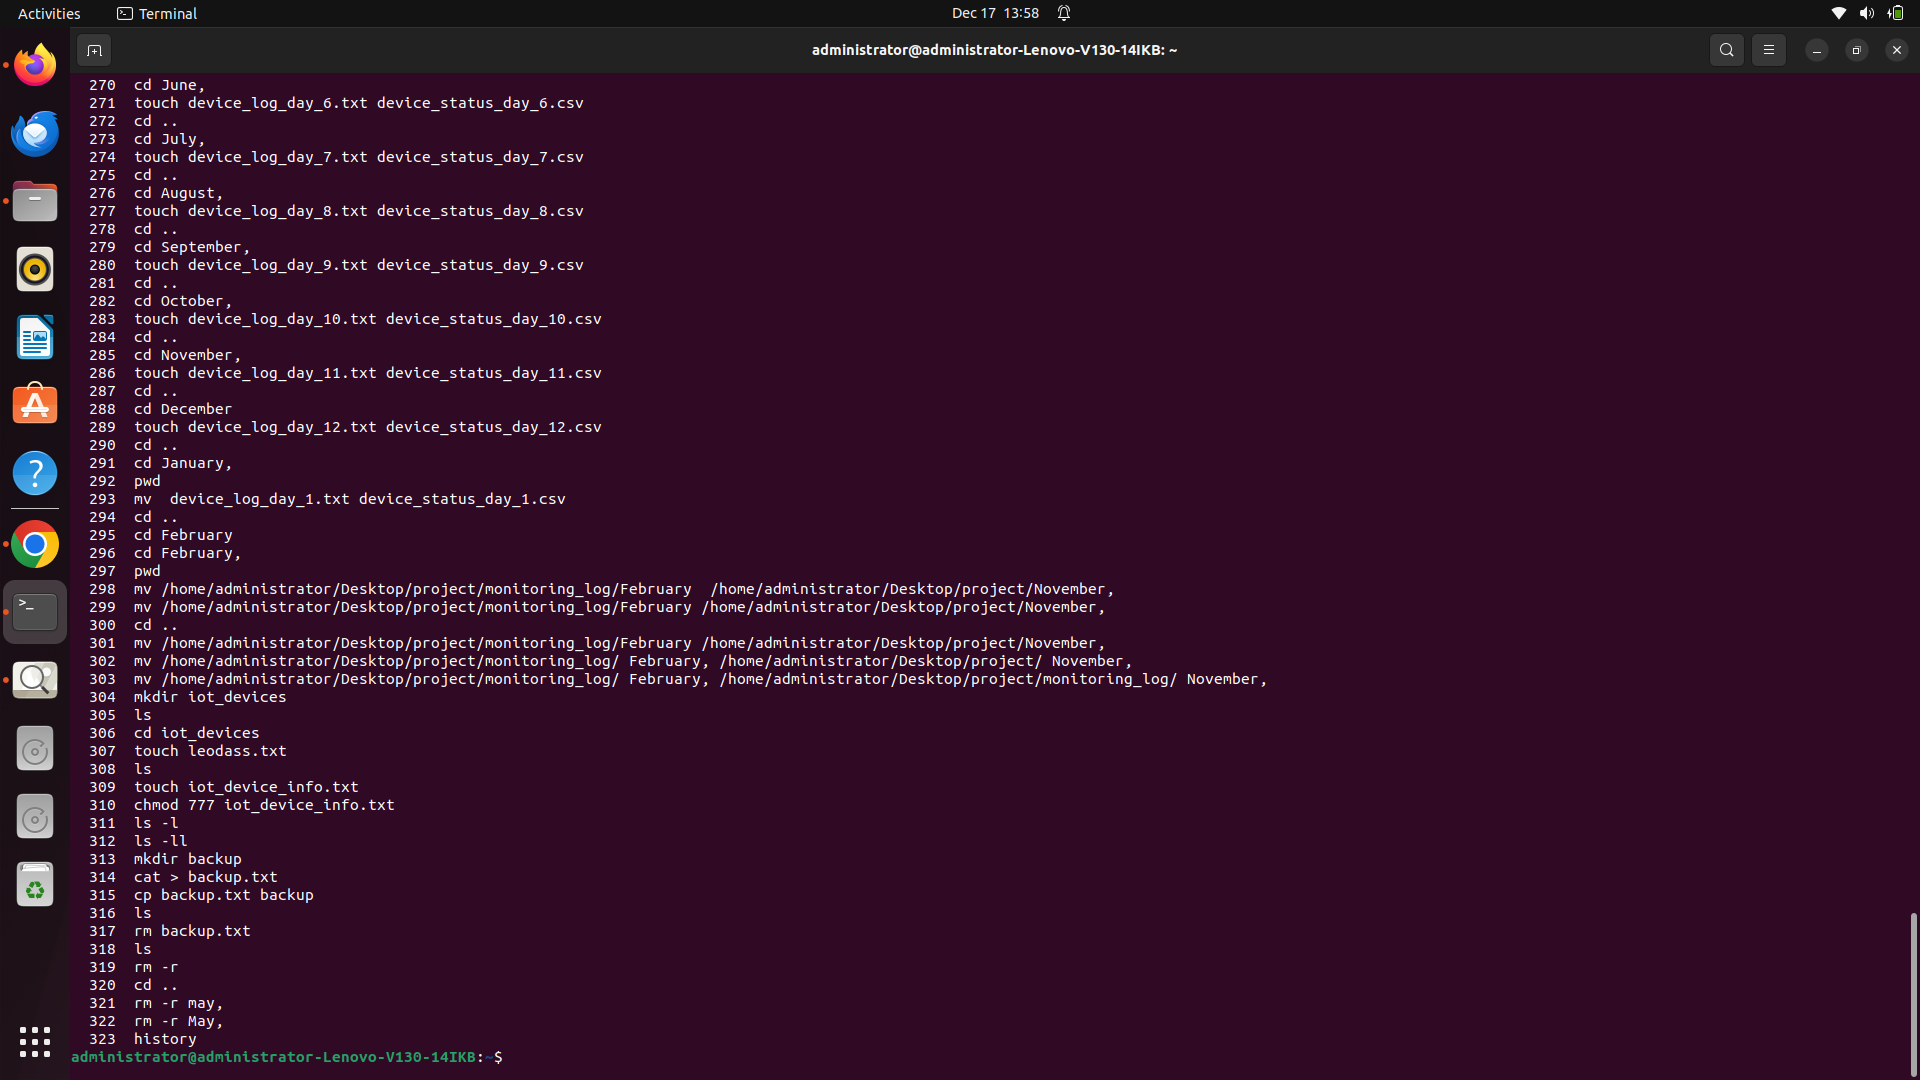 Activities
Terminal
Dec 17 13:58
administrator@administrator-Lenovo-V130-14IKB: ~
270 cd June,
271 touch device_log_day_6.txt device_status_day_6.csv
272 cd ..
273 cd July,
274 touch device_log_day_7.txt device_status_day_7.csv
275 cd ..
276 cd August,
277 touch device_log_day_8.txt device_status_day_8.csv
278 cd ..
279 cd September,
280 touch device_log_day_9.txt device_status_day_9.csv
281 cd ..
282 cd October,
283 touch device_log_day_10.txt device_status_day_10.csv
284 cd ..
285 cd November,
286 touch device_log_day_11.txt device_status_day_11.csv
287 cd ..
288 cd December
289 touch device_log_day_12.txt device_status_day_12.csv
290 cd ..
291 cd January,
292 pwd
293 mv  device_log_day_1.txt device_status_day_1.csv
294 cd ..
295 cd February
296 cd February,
297 pwd
298 mv /home/administrator/Desktop/project/monitoring_log/February  /home/administrator/Desktop/project/November,
299 mv /home/administrator/Desktop/project/monitoring_log/February /home/administrator/Desktop/project/November,
300 cd ..
301 mv /home/administrator/Desktop/project/monitoring_log/February /home/administrator/Desktop/project/November,
302 mv /home/administrator/Desktop/project/monitoring_log/ February, /home/administrator/Desktop/project/ November,
303 mv /home/administrator/Desktop/project/monitoring_log/ February, /home/administrator/Desktop/project/monitoring_log/ November,
304 mkdir iot_devices
305 ls
306 cd iot_devices
307 touch leodass.txt
308 ls
309 touch iot_device_info.txt
310 chmod 777 iot_device_info.txt
311 ls -l
312 ls -ll
313 mkdir backup
314 cat > backup.txt
315 cp backup.txt backup
316 ls
317 rm backup.txt
318 ls
319 rm -r
320 cd ..
321 rm -r may,
322 rm -r May,
323 history
administrator@administrator-Lenovo-V130-14IKB:~$